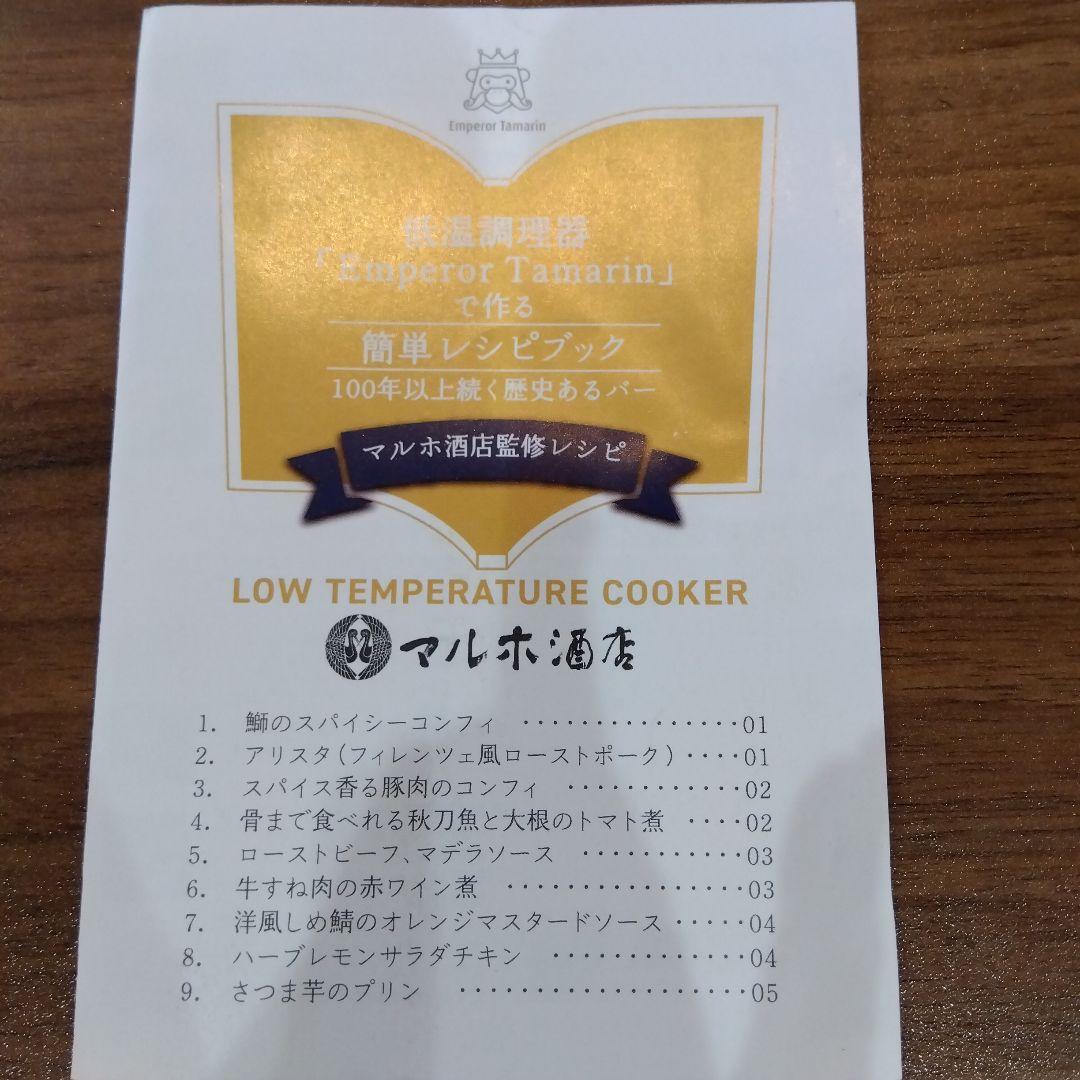 Emperor Tamarin
低温調理器
「Emperor Tamarin」
で作る
簡単レシピブック
100年以上続く歴史あるバー
マルホ酒店監修レシピ
LOW TEMPERATURE COOKER
マルホ酒店
1. 鰤のスパイシーコンフィ ・・・・・・・・・・・・・・・01
2. アリスタ(フィレンツェ風ローストポーク) ・・・・01
3. スパイス香る豚肉のコンフィ ・・・・・・・・・・・・02
4. 骨まで食べれる秋刀魚と大根のトマト煮 ・・・・02
5. ローストビーフ、マデラソース ・・・・・・・・・・・03
6. 牛すね肉の赤ワイン煮 ・・・・・・・・・・・・・・・03
7. 洋風しめ鯖のオレンジマスタードソース ・・・・・04
8. ハーブレモンサラダチキン ・・・・・・・・・・・・・04
9. さつま芋のプリン ・・・・・・・・・・・・・・・・・・05